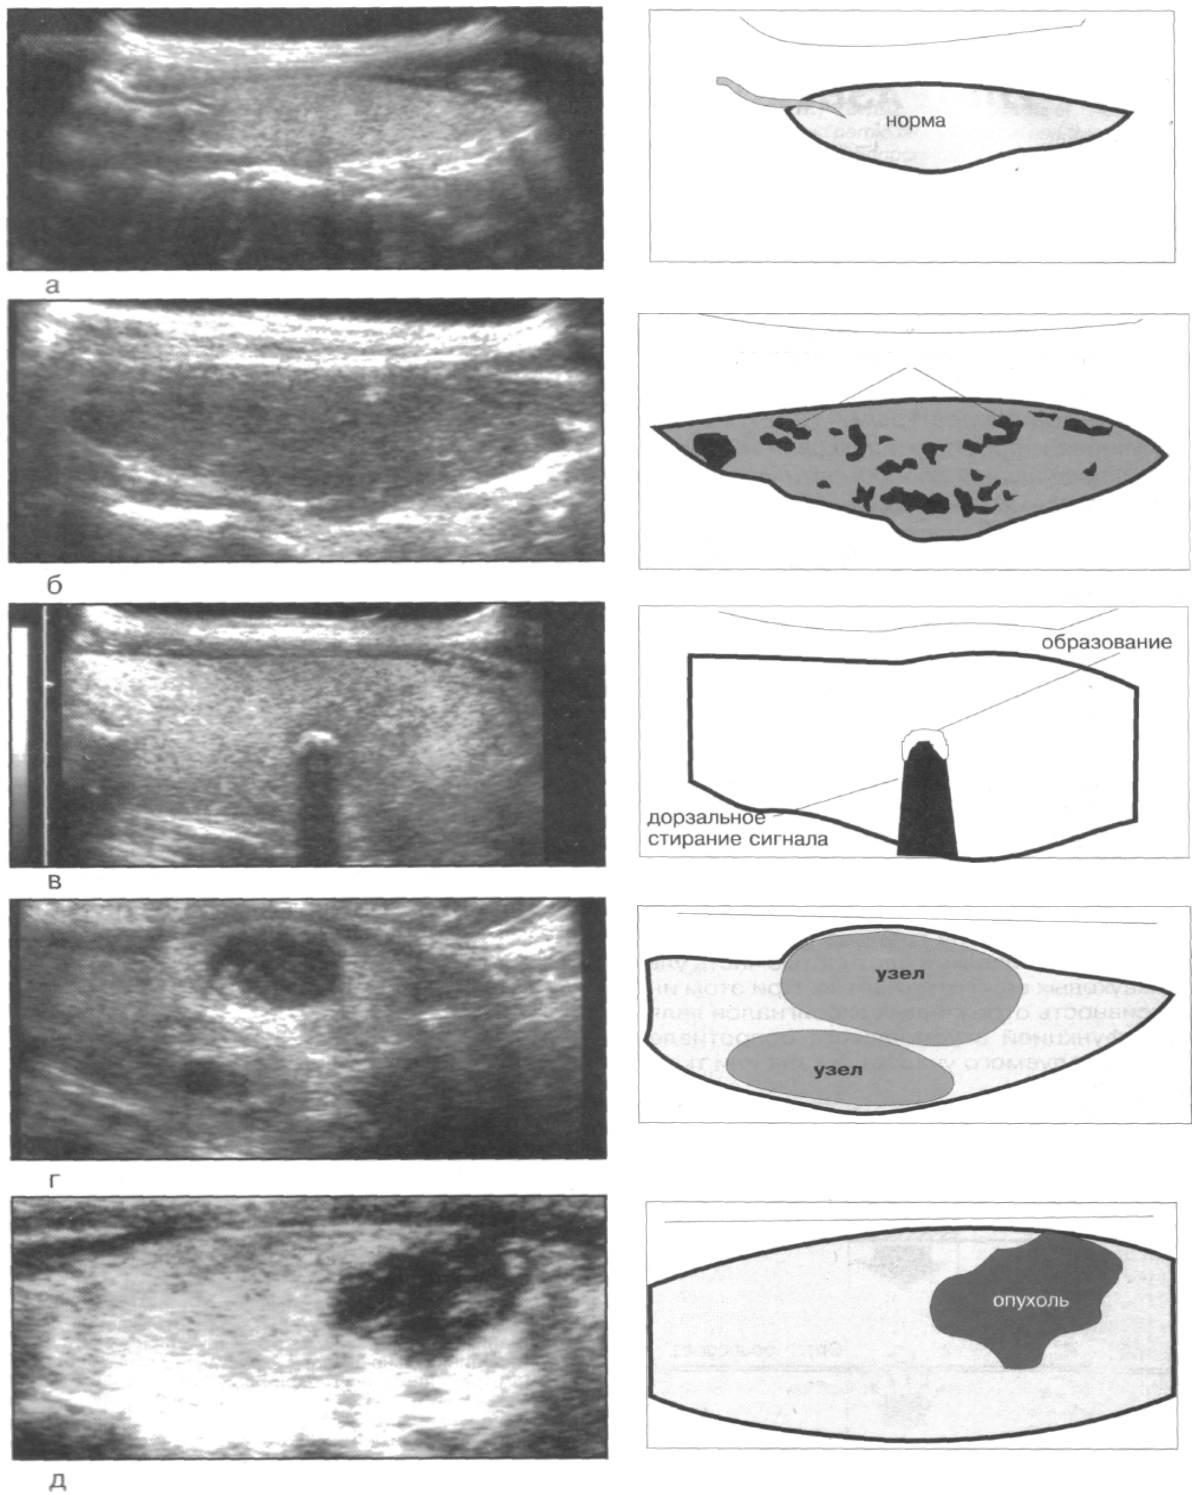 норма
а
б
образование
дорзальное
стирание сигнала
в
узел
узел
г
опухоль
д